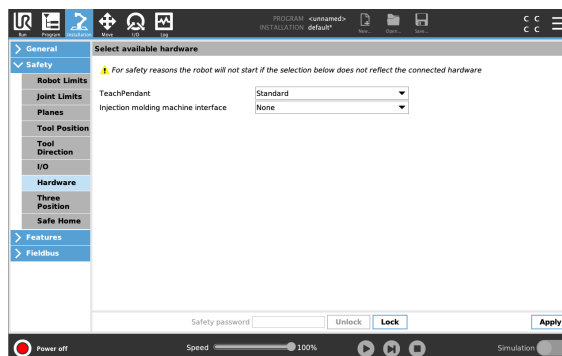 UR
Run
Program
Installation
Move
I/O
Log
PROGRAM <unnamed>
INSTALLATION default*
New...
Open...
Save...
C C
C C
General
Select available hardware
Safety
For safety reasons the robot will not start if the selection below does not reflect the connected hardware
Robot Limits
TeachPendant
Standard
Joint Limits
Injection molding machine interface
None
Planes
Tool Position
Tool
Direction
I/O
Hardware
Three
Position
Safe Home
Features
Fieldbus
Safety password
Unlock
Lock
Apply
Power off
Speed
100%
Simulation